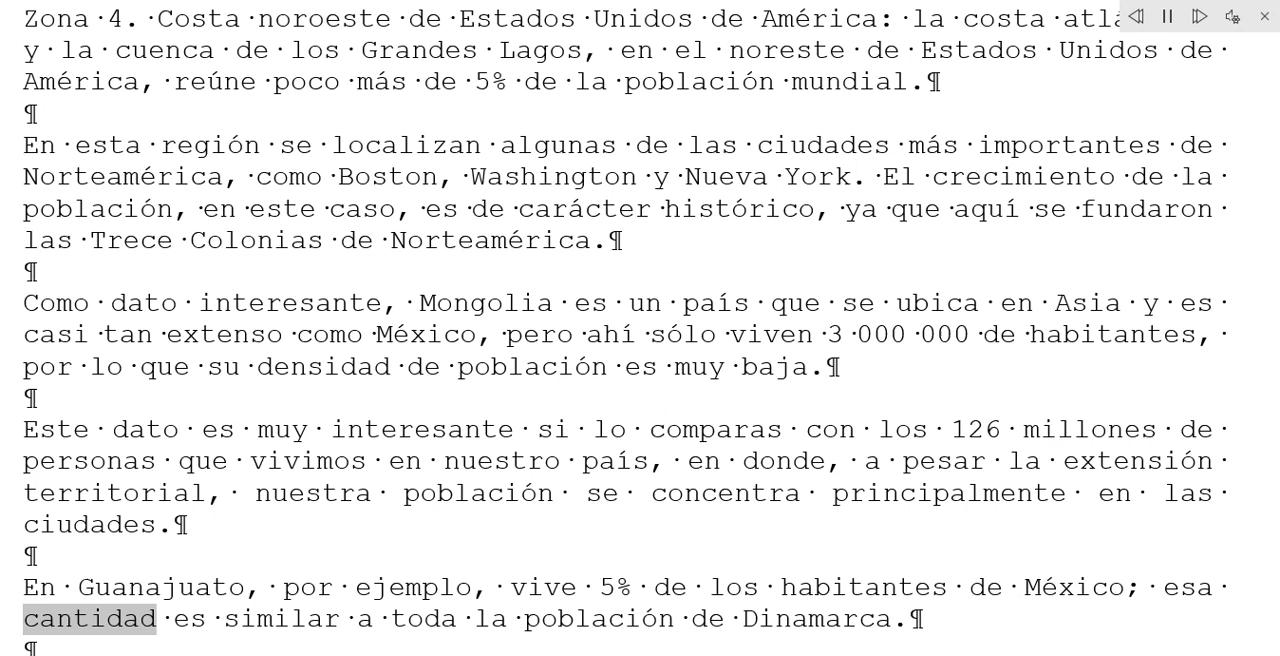 Zona 4. Costa noroeste de Estados Unidos de América: la costa
y la cuenca de los Grandes Lagos, en el noreste de Estados Unidos de
América, reúne poco más de 5% de la población mundial.¶
¶
En esta región se localizan algunas de las ciudades más importantes de
Norteamérica, como Boston, Washington y Nueva York. El crecimiento de la
población, en este caso, es de carácter histórico, ya que aquí se fundaron
las Trece Colonias de Norteamérica.¶
¶
Como dato interesante, Mongolia es un país que se ubica en Asia y es
casi tan extenso como México, pero ahí sólo viven 3 000 000 de habitantes,
por lo que su densidad de población es muy baja.¶
¶
Este dato es muy interesante si lo comparas con los 126 millones de
personas que vivimos en nuestro país, en donde, a pesar la extensión
territorial, nuestra población se concentra principalmente en las
ciudades.¶
¶
En Guanajuato, por ejemplo, vive 5% de los habitantes de México; esa
cantidad es similar a toda la población de Dinamarca.¶
¶